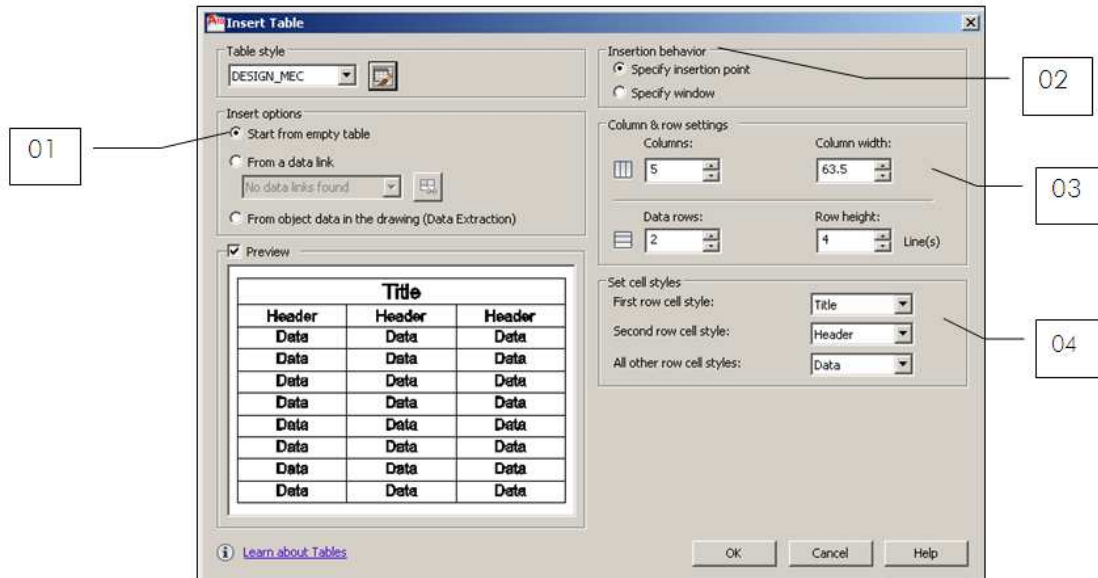 Insert Table
Table style
DESIGN_MEC
Insert options
Start from empty table
From a data link
No data links found
From object data in the drawing (Data Extraction)
Preview
Title
Header Header Header
Data Data Data
Data Data Data
Data Data Data
Data Data Data
Data Data Data
Data Data Data
Data Data Data
Data Data Data
Learn about Tables
Insertion behavior
Specify insertion point
Specify window
Column & row settings
Columns: Column width:
5 63.5
Data rows: Row height:
2 4 Line(s)
Set cell styles
First row cell style: Title
Second row cell style: Header
All other row cell styles: Data
OK Cancel Help
01
02
03
04